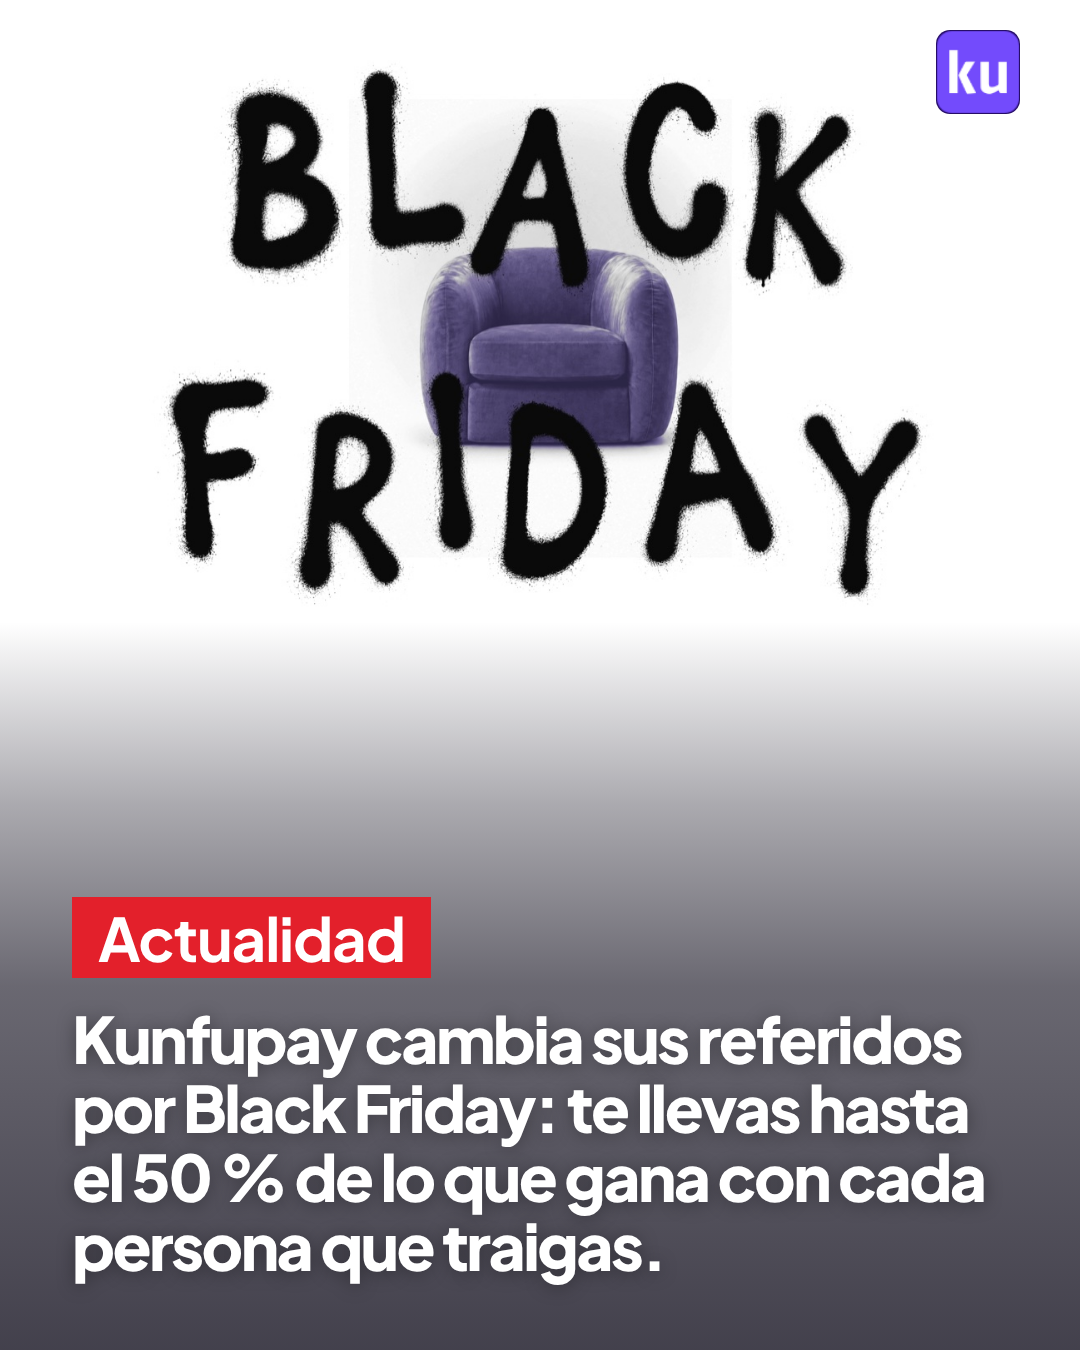 ku
BLACK
FRIDAY
Actualidad
Kunfupay cambia sus referidos
por Black Friday: te llevas hasta
el 50 % de lo que gana con cada
persona que traigas.